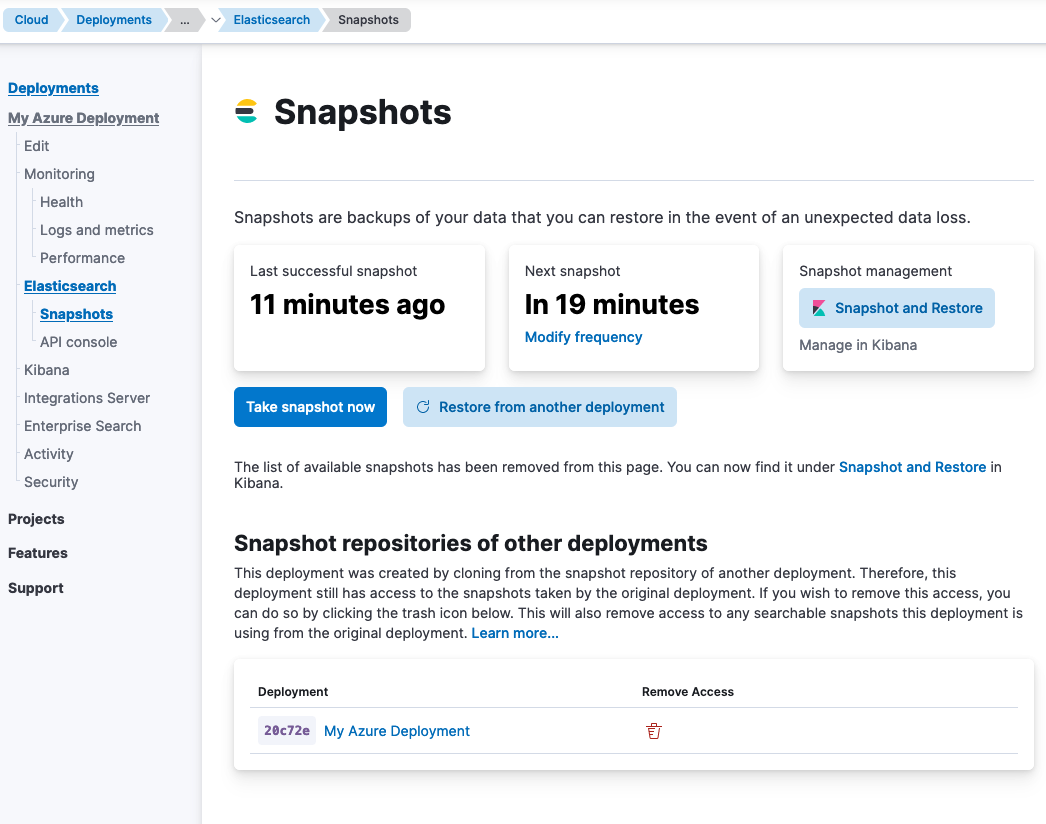 Cloud
Deployments
...
Elasticsearch
Snapshots
Deployments
My Azure Deployment
Edit
Monitoring
Health
Logs and metrics
Performance
Elasticsearch
Snapshots
API console
Kibana
Integrations Server
Enterprise Search
Activity
Security
Projects
Features
Support
Snapshots
Snapshots are backups of your data that you can restore in the event of an unexpected data loss.
Last successful snapshot
11 minutes ago
Next snapshot
In 19 minutes
Modify frequency
Snapshot management
Snapshot and Restore
Manage in Kibana
Take snapshot now
Restore from another deployment
The list of available snapshots has been removed from this page. You can now find it under Snapshot and Restore in
Kibana.
Snapshot repositories of other deployments
This deployment was created by cloning from the snapshot repository of another deployment. Therefore, this
deployment still has access to the snapshots taken by the original deployment. If you wish to remove this access, you
can do so by clicking the trash icon below. This will also remove access to any searchable snapshots this deployment is
using from the original deployment. Learn more...
Deployment
Remove Access
20c72e My Azure Deployment